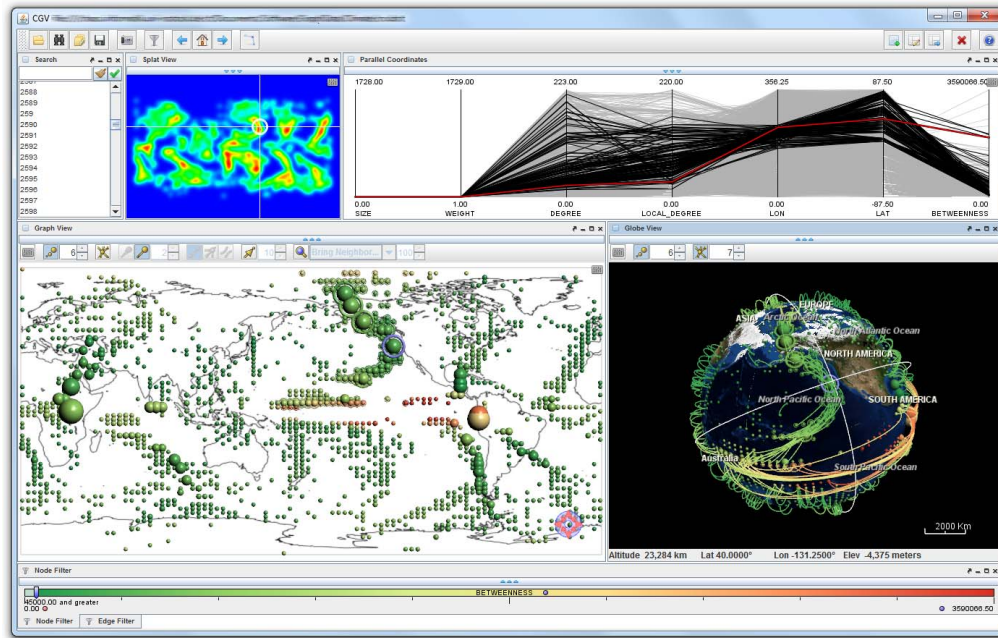 CGV
Search
Splat View
Parallel Coordinates
2587
2588
2589
2590
2591
2592
2593
2594
2595
2596
2597
2598
1728.00 1729.00 223.00 220.00 356.25 87.50 3590066.50
0.00 1.00 0.00 0.00 0.00 -87.50 0.00
SIZE WEIGHT DEGREE LOCAL_DEGREE LON LAT BETWEENNESS
Graph View
Globe View
6 2 10 Bring Neighbor... 100
6 7
EUROPE
ASIA
Arctic Ocean
North Atlantic Ocean
NORTH AMERICA
North Pacific Ocean
SOUTH AMERICA
Australia
South Pacific Ocean
2000 Km
Altitude 23,284 km Lat 40.0000° Lon -131.2500° Elev -4,375 meters
Node Filter
BETWEENNESS
45000.00 and greater
0.00 3590066.50
Node Filter Edge Filter